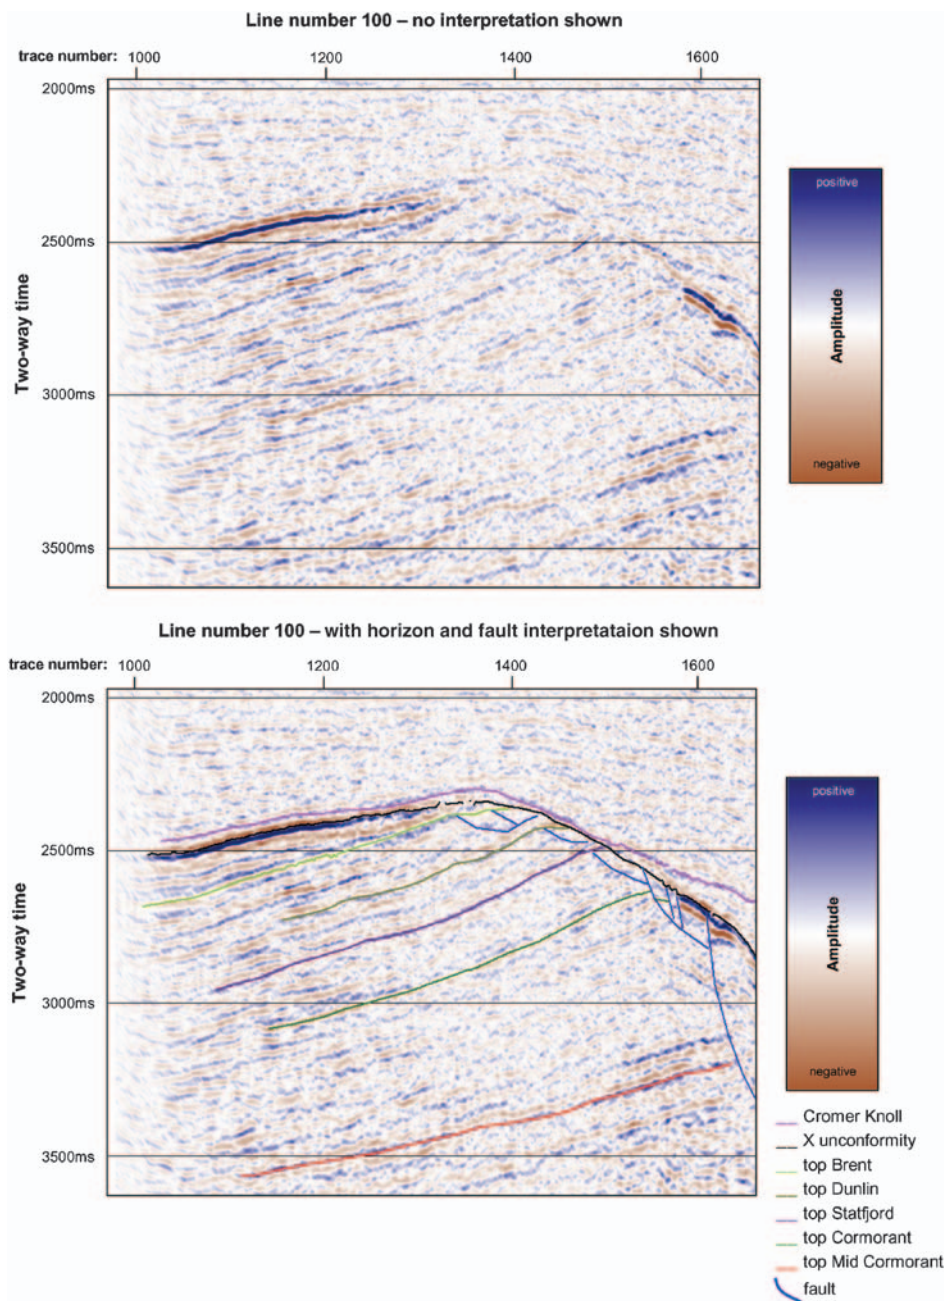 Line number 100 – no interpretation shown
trace number: 1000 1200 1400 1600
2000ms
2500ms
3000ms
3500ms
Two-way time
positive
Amplitude
negative
Line number 100 – with horizon and fault interpretataion shown
trace number: 1000 1200 1400 1600
2000ms
2500ms
3000ms
3500ms
Two-way time
positive
Amplitude
negative
Cromer Knoll
X unconformity
top Brent
top Dunlin
top Statfjord
top Cormorant
top Mid Cormorant
fault